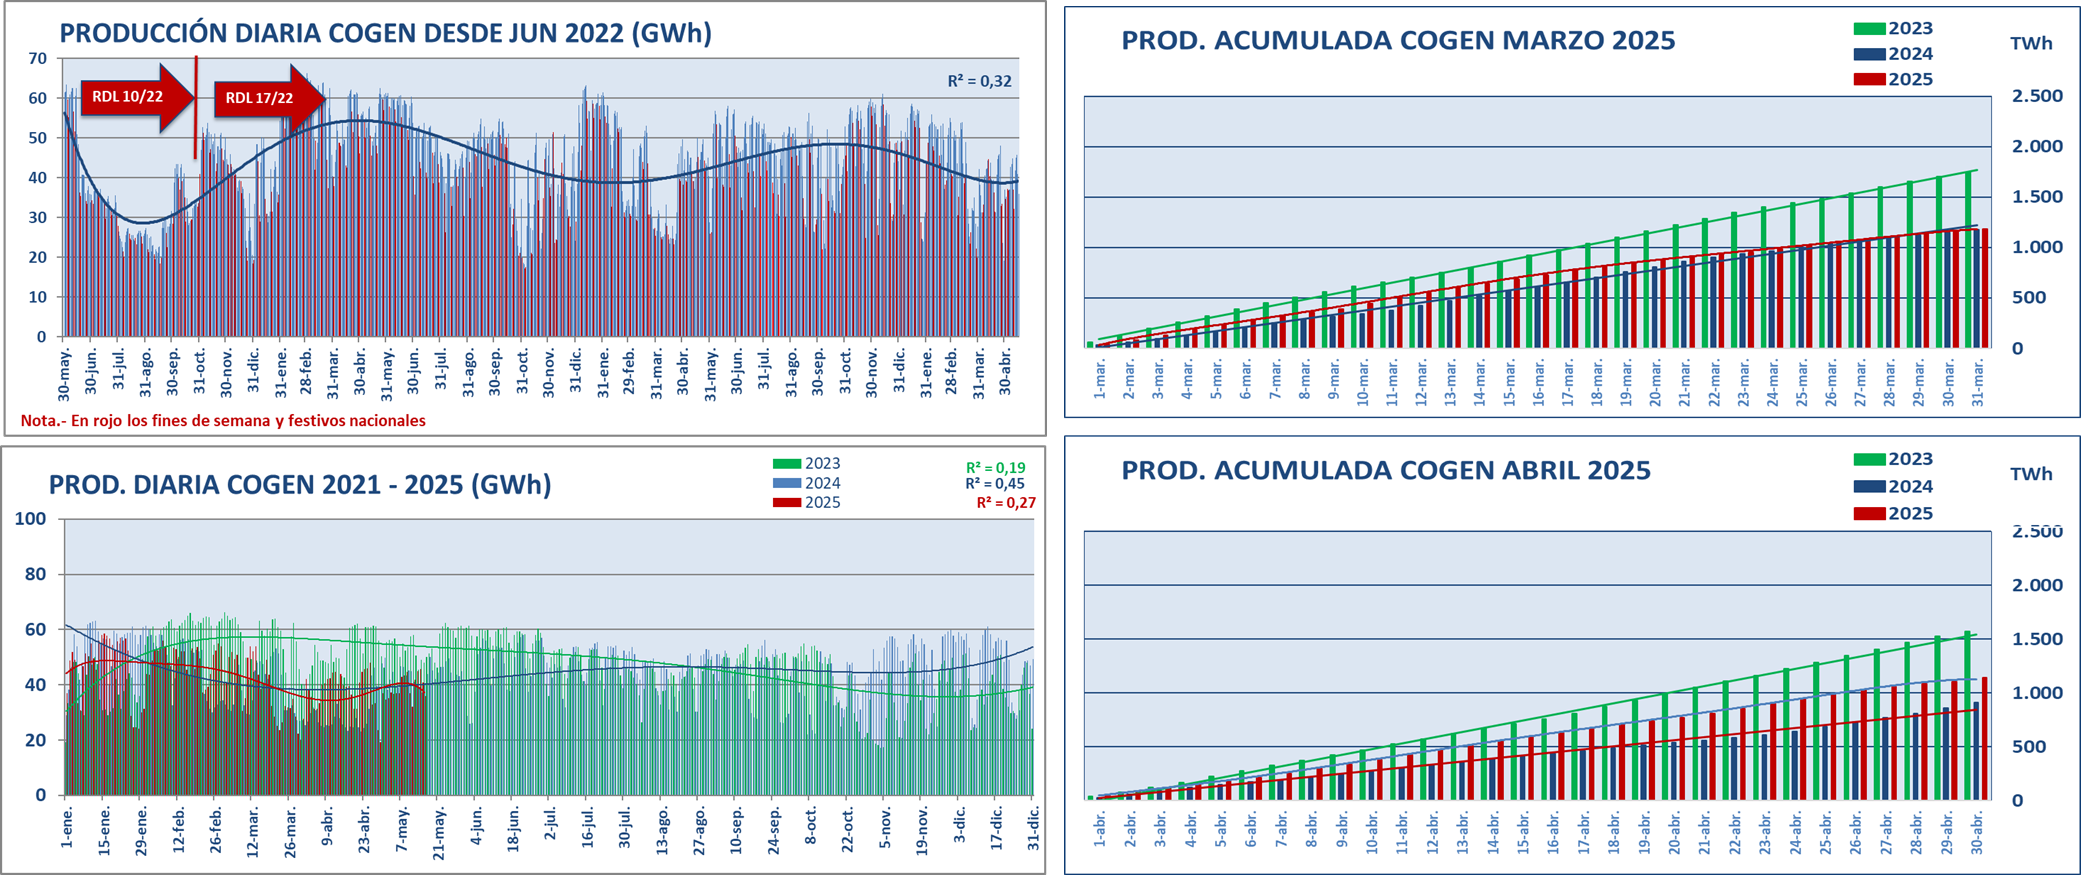 PRODUCCIÓN DIARIA COGEN DESDE JUN 2022 (GWh)
R² = 0,32
RDL 10/22
RDL 17/22
70
60
50
40
30
20
10
0
30-may.
30-jun.
31-jul.
31-ago.
30-sep.
31-oct.
30-nov.
31-dic.
31-ene.
28-feb.
31-mar.
30-abr.
31-may.
30-jun.
31-jul.
31-ago.
30-sep.
31-oct.
30-nov.
31-dic.
31-ene.
29-feb.
31-mar.
30-abr.
31-may.
30-jun.
31-jul.
31-ago.
30-sep.
31-oct.
30-nov.
31-dic.
31-ene.
28-feb.
31-mar.
30-abr.
Nota.- En rojo los fines de semana y festivos nacionales
PROD. ACUMULADA COGEN MARZO 2025
2023
2024
2025
TWh
2.500
2.000
1.500
1.000
500
0
1-mar.
2-mar.
3-mar.
4-mar.
5-mar.
6-mar.
7-mar.
8-mar.
9-mar.
10-mar.
11-mar.
12-mar.
13-mar.
14-mar.
15-mar.
16-mar.
17-mar.
18-mar.
19-mar.
20-mar.
21-mar.
22-mar.
23-mar.
24-mar.
25-mar.
26-mar.
27-mar.
28-mar.
29-mar.
30-mar.
31-mar.
PROD. DIARIA COGEN 2021 - 2025 (GWh)
2023
2024
2025
R² = 0,19
R² = 0,45
R² = 0,27
100
80
60
40
20
0
1-ene.
15-ene.
29-ene.
12-feb.
26-feb.
12-mar.
26-mar.
9-abr.
23-abr.
7-may.
21-may.
4-jun.
18-jun.
2-jul.
16-jul.
30-jul.
13-ago.
27-ago.
10-sep.
24-sep.
8-oct.
22-oct.
5-nov.
19-nov.
3-dic.
17-dic.
31-dic.
PROD. ACUMULADA COGEN ABRIL 2025
2023
2024
2025
TWh
2.500
2.000
1.500
1.000
500
0
1-abr.
2-abr.
3-abr.
4-abr.
5-abr.
6-abr.
7-abr.
8-abr.
9-abr.
10-abr.
11-abr.
12-abr.
13-abr.
14-abr.
15-abr.
16-abr.
17-abr.
18-abr.
19-abr.
20-abr.
21-abr.
22-abr.
23-abr.
24-abr.
25-abr.
26-abr.
27-abr.
28-abr.
29-abr.
30-abr.